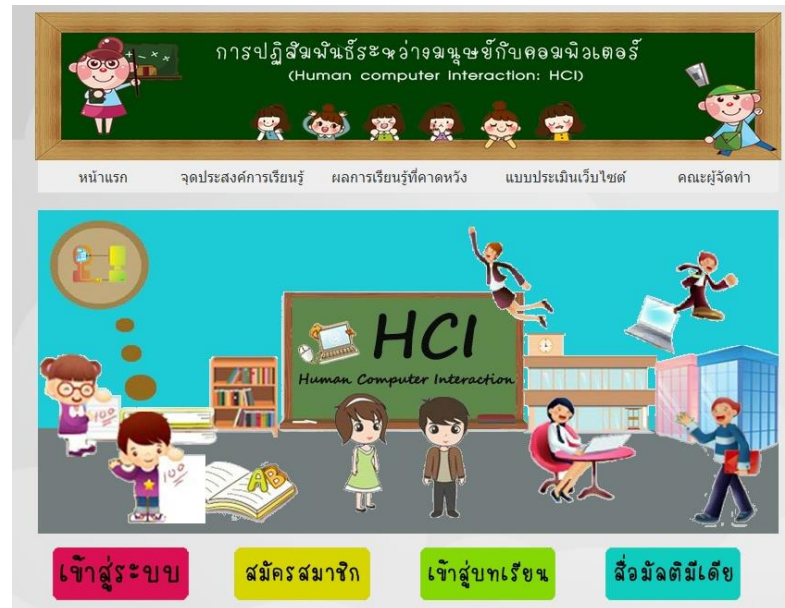 การปฏิสัมพันธ์ระหว่างมนุษย์กับคอมพิวเตอร์
(Human computer interaction: HCI)
หน้าแรก จุดประสงค์การเรียนรู้ ผลการเรียนรู้ที่คาดหวัง แบบประเมินเว็บไซต์ คณะผู้จัดทำ
HCI
Human Computer Interaction
100
100
AB
เข้าสู่ระบบ สมัครสมาชิก เข้าสู่บทเรียน สื่อมัลติมีเดีย